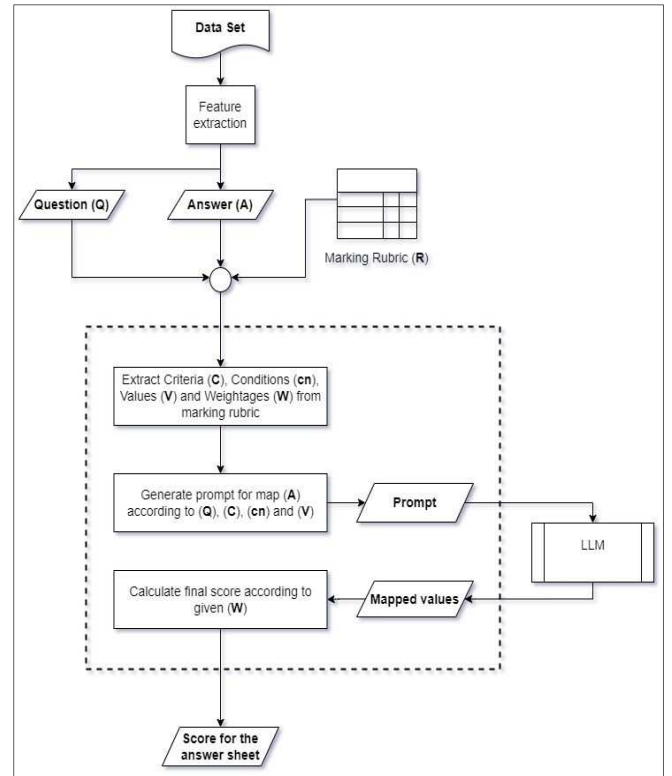 Data Set
Feature
extraction
Question (Q)
Answer (A)
Marking Rubric (R)
Extract Criteria (C), Conditions (cn),
Values (V) and Weightages (W) from
marking rubric
Generate prompt for map (A)
according to (Q), (C), (cn) and (V)
Prompt
LLM
Calculate final score according to
given (W)
Mapped values
Score for the
answer sheet